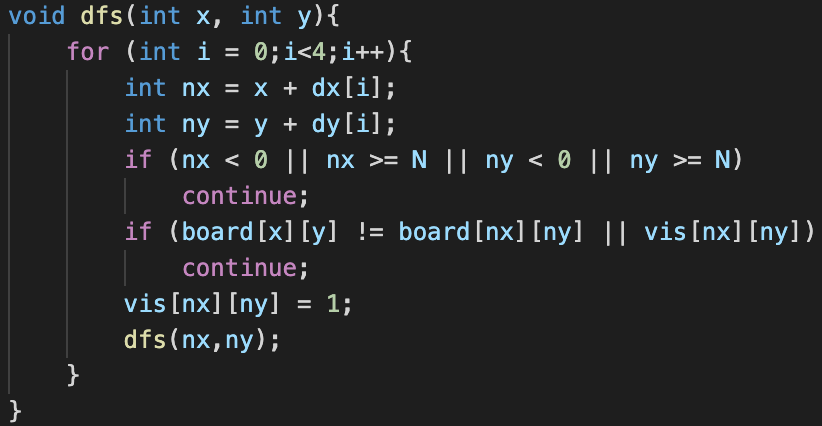 void dfs(int x, int y){
    for (int i = 0;i<4;i++){
        int nx = x + dx[i];
        int ny = y + dy[i];
        if (nx < 0 || nx >= N || ny < 0 || ny >= N)
            continue;
        if (board[x][y] != board[nx][ny] || vis[nx][ny])
            continue;
        vis[nx][ny] = 1;
        dfs(nx,ny);
    }
}